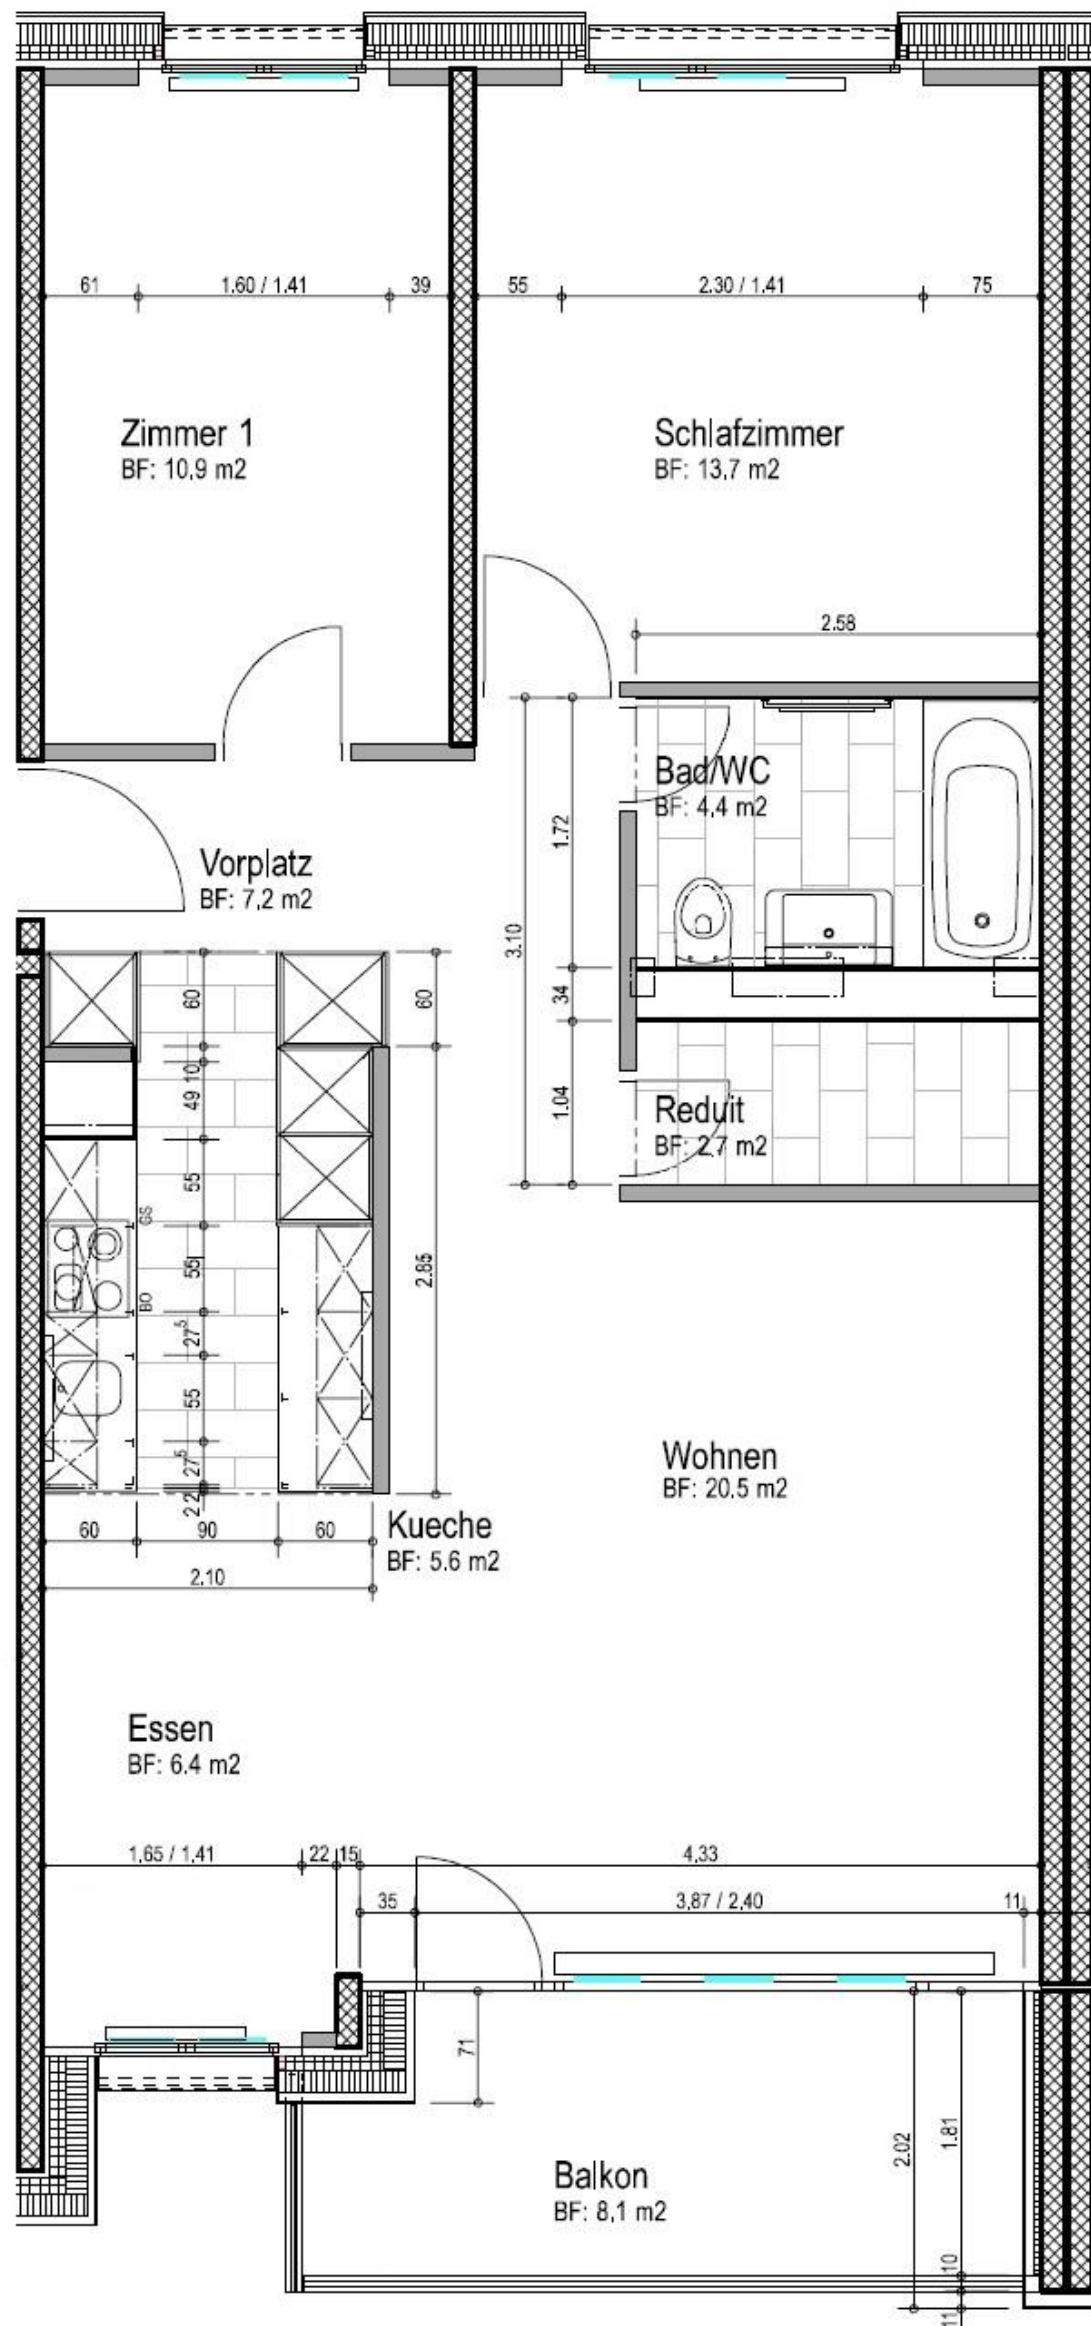 61
1.60 / 1.41
39
55
2.30 / 1.41
75
Zimmer 1
BF: 10.9 m2
Schlafzimmer
BF: 13.7 m2
2.58
Bad/WC
BF: 4.4 m2
1.72
Vorplatz
BF: 7.2 m2
3.10
60
60
34
10
49
1.04
Reduit
BF: 2.7 m2
55
GS
55
2.85
BO
27⁵
55
27⁵
2 2
Wohnen
BF: 20.5 m2
60
90
60
Kueche
BF: 5.6 m2
2.10
Essen
BF: 6.4 m2
1.65 / 1.41
22
15
4.33
35
3.87 / 2.40
11
71
2.02
1.81
Balkon
BF: 8.1 m2
10
11